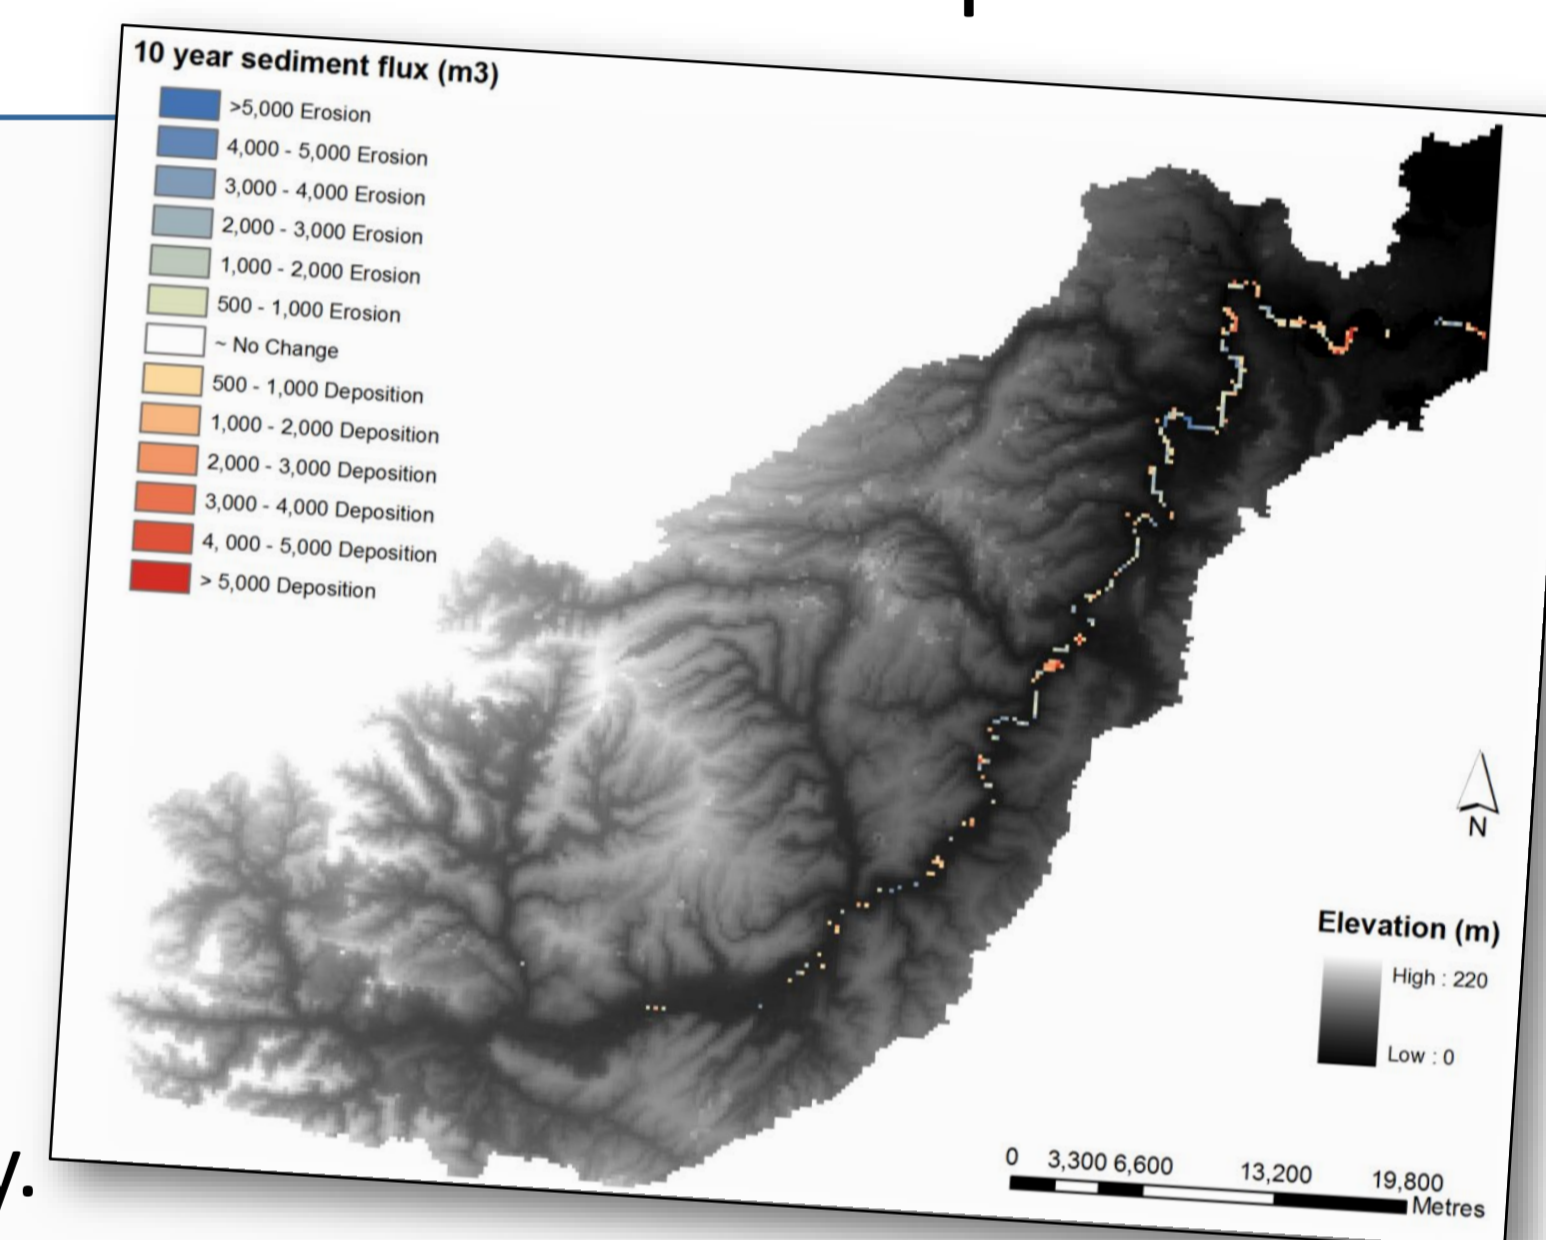 10 year sediment flux (m3)
>5,000 Erosion
4,000 - 5,000 Erosion
3,000 - 4,000 Erosion
2,000 - 3,000 Erosion
1,000 - 2,000 Erosion
500 - 1,000 Erosion
~ No Change
500 - 1,000 Deposition
1,000 - 2,000 Deposition
2,000 - 3,000 Deposition
3,000 - 4,000 Deposition
4, 000 - 5,000 Deposition
> 5,000 Deposition
N
Elevation (m)
High : 220
Low : 0
0 3,300 6,600 13,200 19,800
Metres